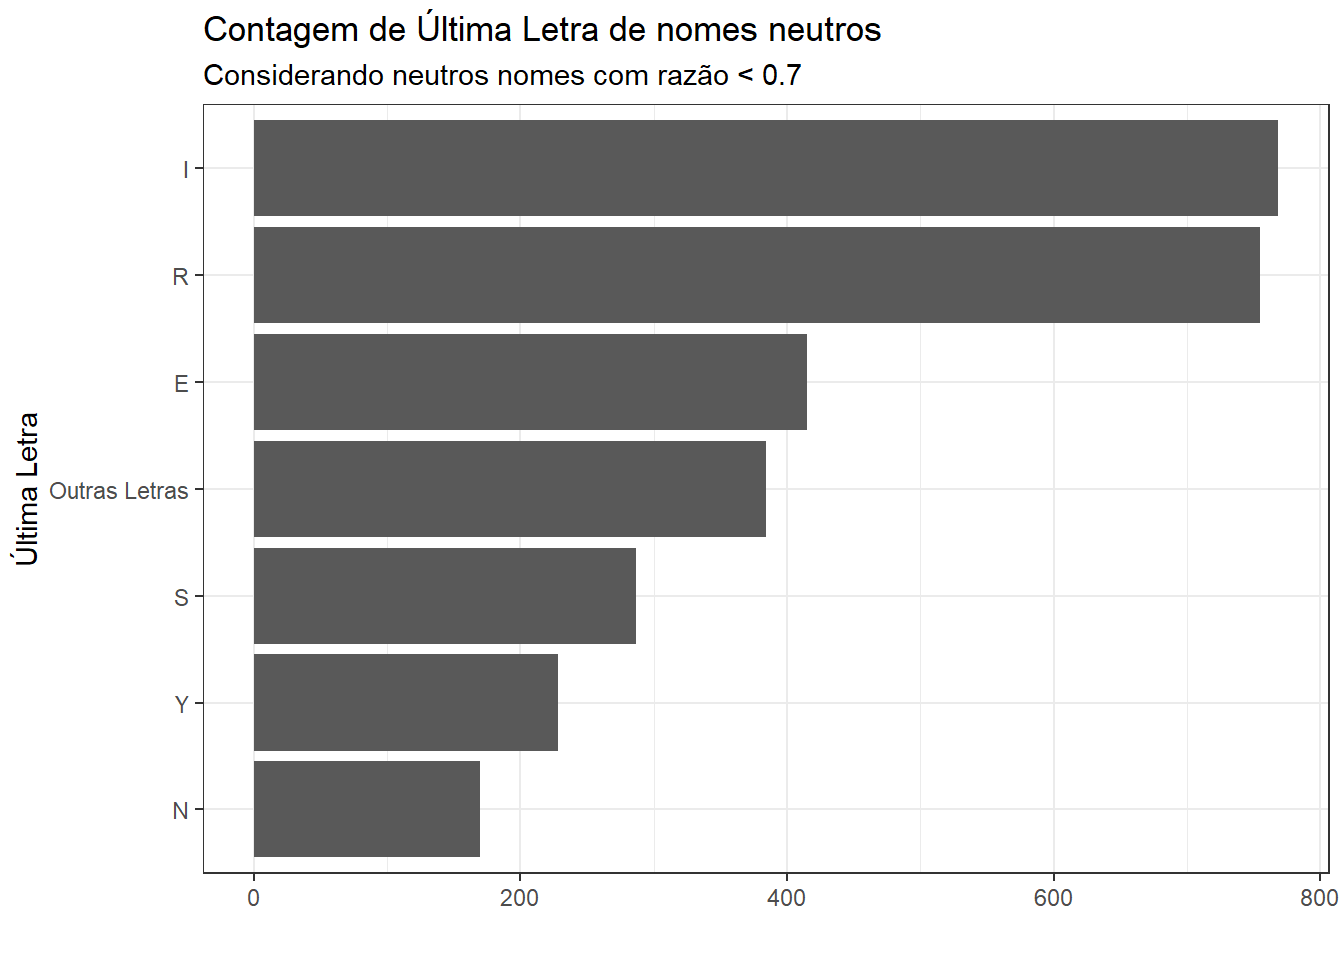 Contagem de Última Letra de nomes neutros
Considerando neutros nomes com razão < 0.7
Última Letra
I
R
E
Outras Letras
S
Y
N
0 200 400 600 800